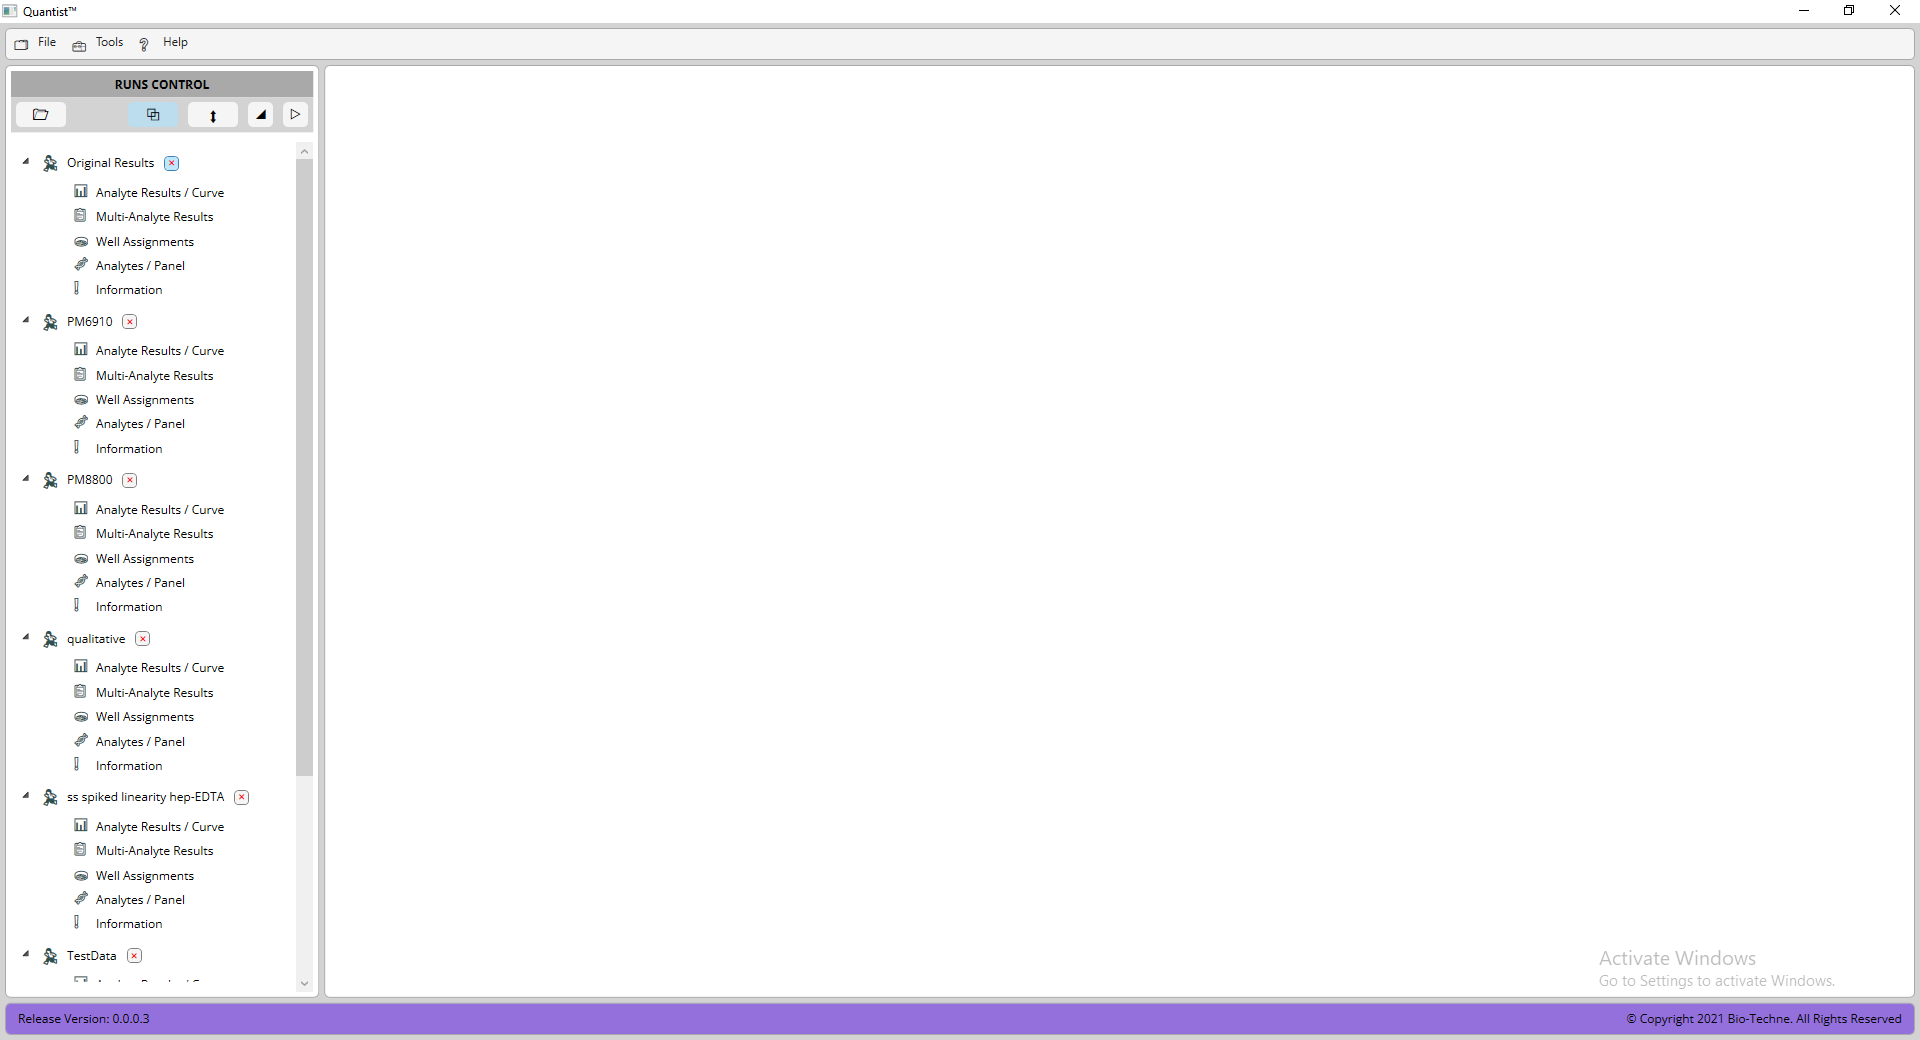 Quantist™
File Tools Help
RUNS CONTROL
Original Results
Analyte Results / Curve
Multi-Analyte Results
Well Assignments
Analytes / Panel
Information
PM6910
Analyte Results / Curve
Multi-Analyte Results
Well Assignments
Analytes / Panel
Information
PM8800
Analyte Results / Curve
Multi-Analyte Results
Well Assignments
Analytes / Panel
Information
qualitative
Analyte Results / Curve
Multi-Analyte Results
Well Assignments
Analytes / Panel
Information
ss spiked linearity hep-EDTA
Analyte Results / Curve
Multi-Analyte Results
Well Assignments
Analytes / Panel
Information
TestData
Activate Windows
Go to Settings to activate Windows.
Release Version: 0.0.0.3
© Copyright 2021 Bio-Techne. All Rights Reserved